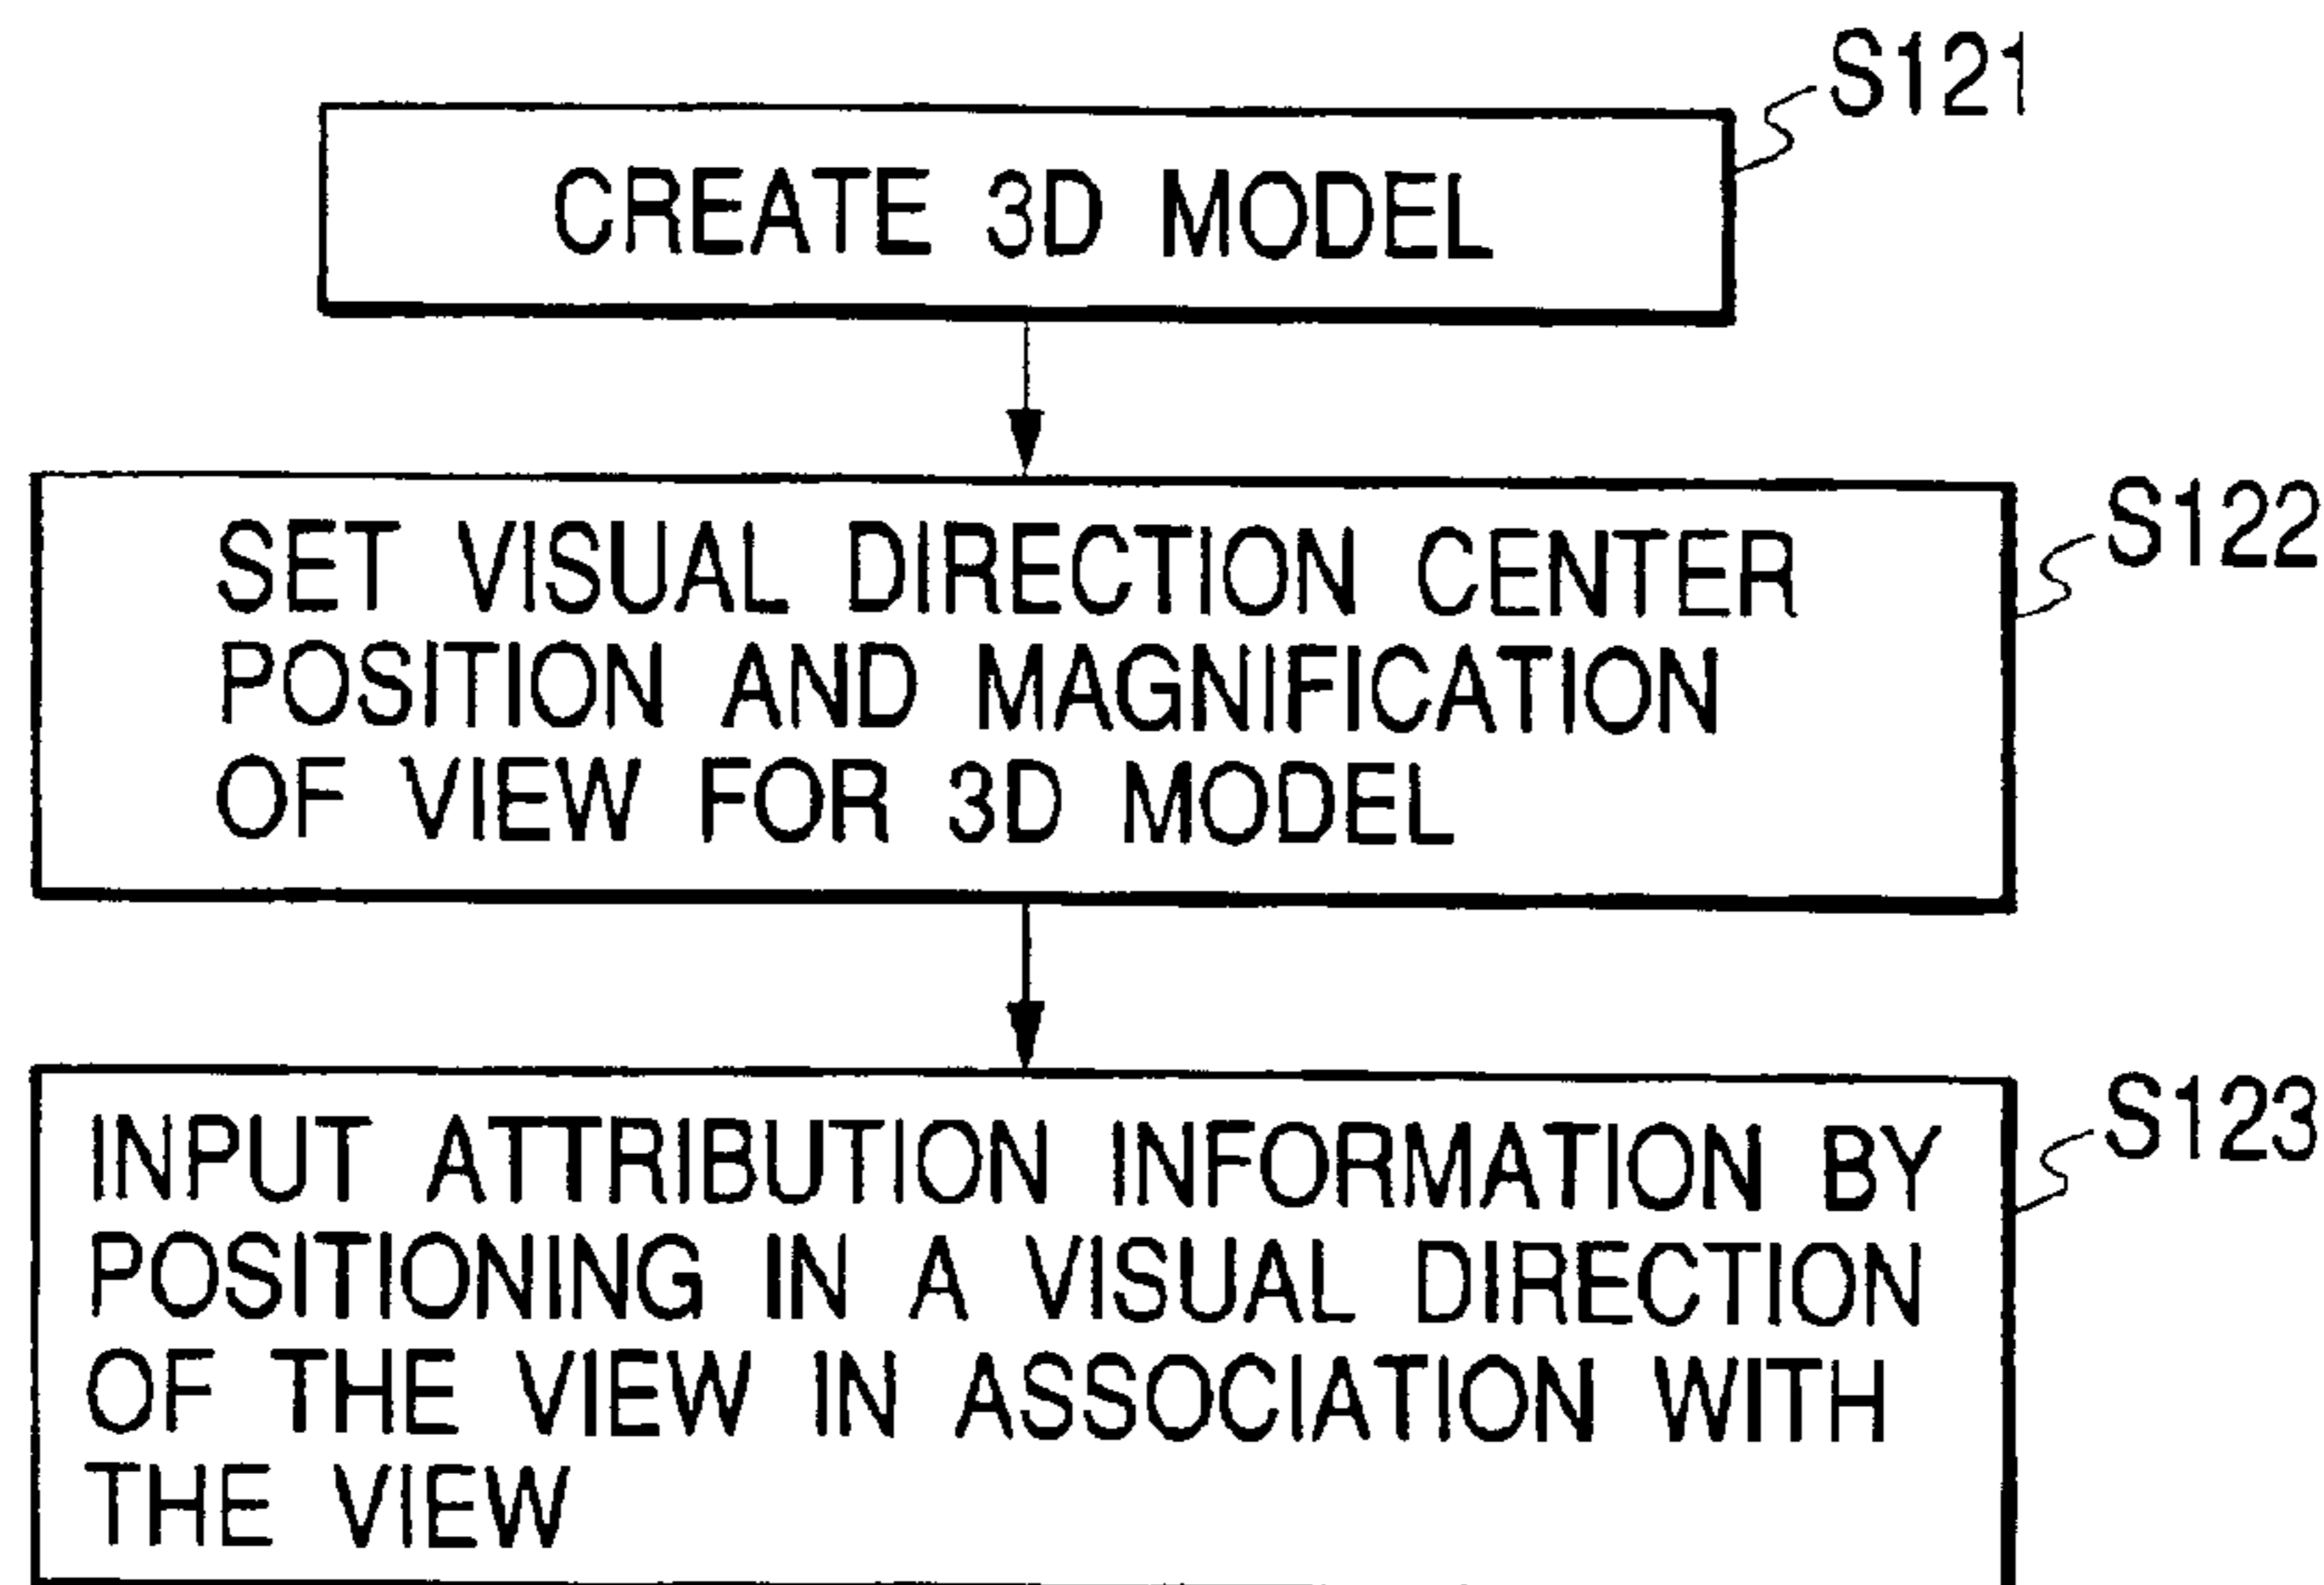 S121
CREATE 3D MODEL
S122
SET VISUAL DIRECTION CENTER
POSITION AND MAGNIFICATION
OF VIEW FOR 3D MODEL
S123
INPUT ATTRIBUTION INFORMATION BY
POSITIONING IN A VISUAL DIRECTION
OF THE VIEW IN ASSOCIATION WITH
THE VIEW